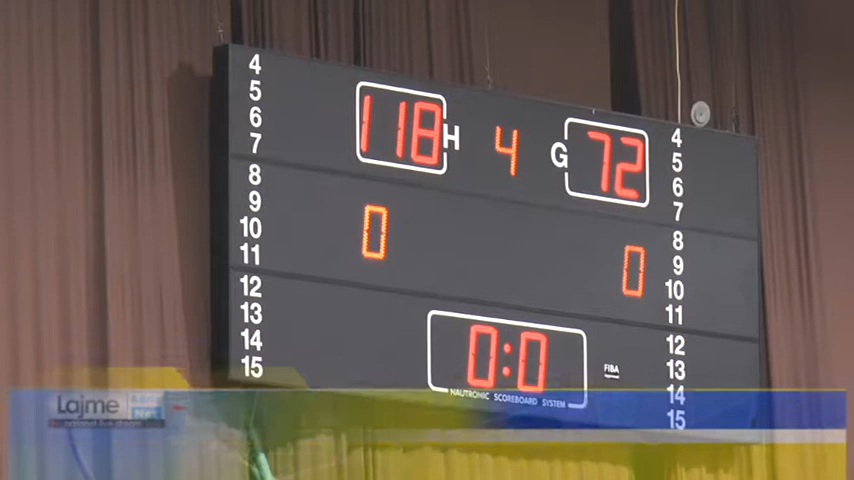 4 4
5 118 H 4 G 72 5
6 6
7 7
8 8
9 0 0 9
10 10
11 11
12 12
13 0:0 FIBA 13
14 14
15 NAUTRONIC SCOREBOARD SYSTEM 15
Lajme